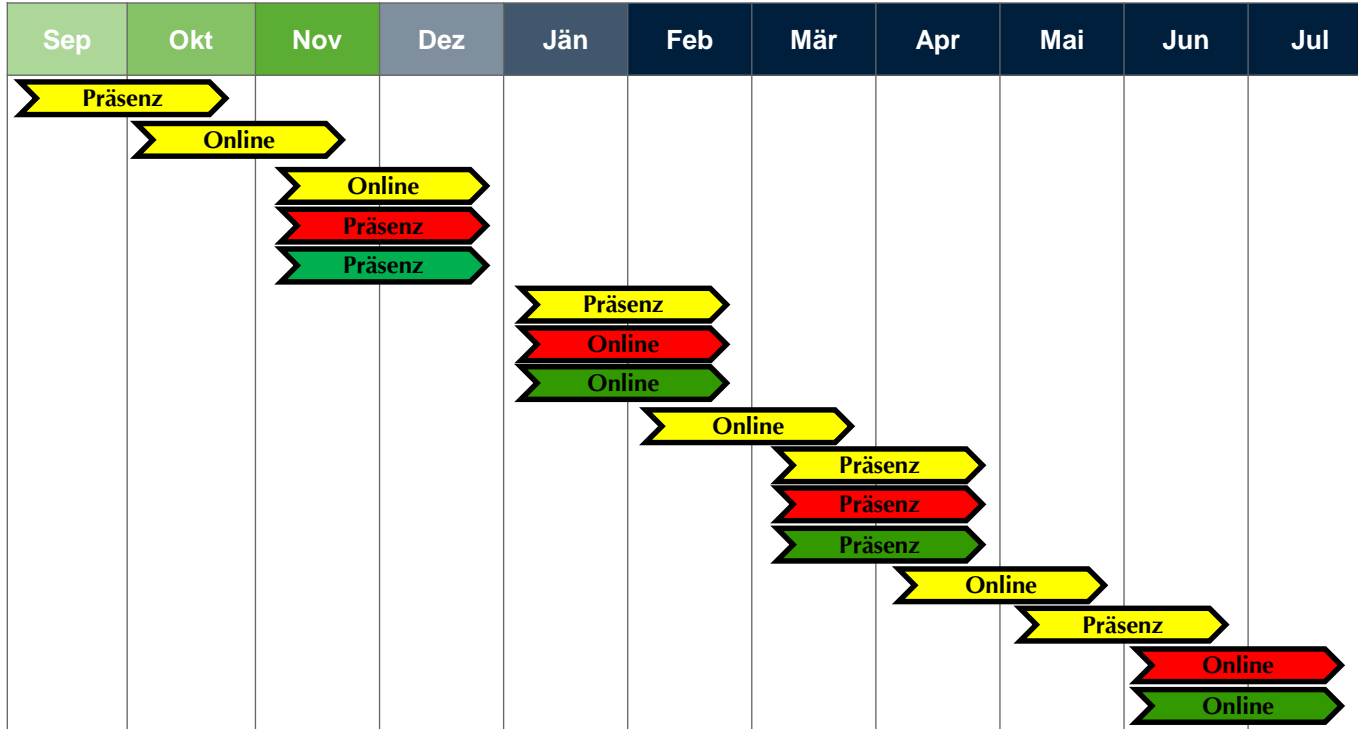 Sep Okt Nov Dez Jän Feb Mär Apr Mai Jun Jul
Präsenz
Online
Online
Präsenz
Präsenz
Präsenz
Online
Online
Online
Präsenz
Präsenz
Präsenz
Online
Präsenz
Online
Online